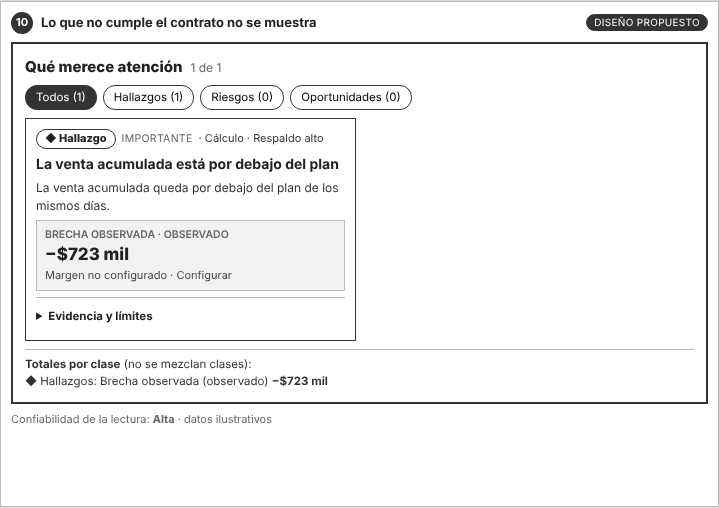 10 Lo que no cumple el contrato no se muestra
DISEÑO PROPUESTO
Qué merece atención 1 de 1
Todos (1) Hallazgos (1) Riesgos (0) Oportunidades (0)
◆ Hallazgo IMPORTANTE · Cálculo · Respaldo alto
La venta acumulada está por debajo del plan
La venta acumulada queda por debajo del plan de los
mismos días.
BRECHA OBSERVADA · OBSERVADO
−$723 mil
Margen no configurado · Configurar
▶ Evidencia y límites
Totales por clase (no se mezclan clases):
◆ Hallazgos: Brecha observada (observado) −$723 mil
Confiabilidad de la lectura: Alta · datos ilustrativos